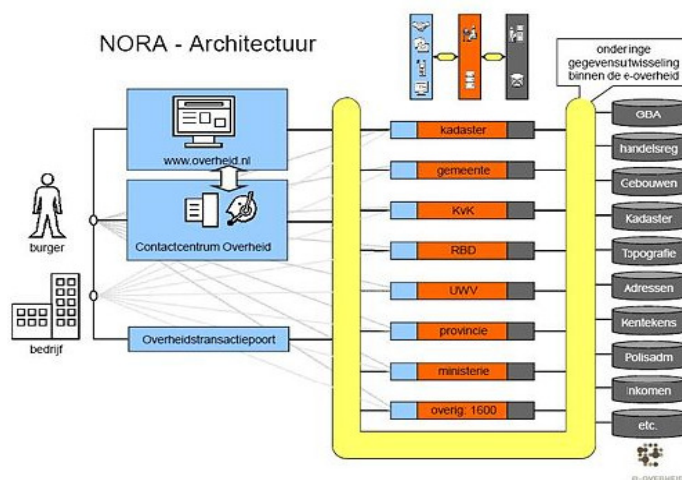 NORA - Architectuur
onderinge
gegevensuitwisseling
binnen de e-overheid
www.overheid.nl
Contactcentrum Overheid
Overheidstransactiepoort
burger
bedrijf
kadaster
gemeente
KvK
RBD
UWV
provincie
ministerie
overig: 1600
GBA
handelsreg
Gebouwen
Kadaster
Topografie
Adressen
Kentekens
Polisadm
Inkomen
etc.
E-OVERHEID